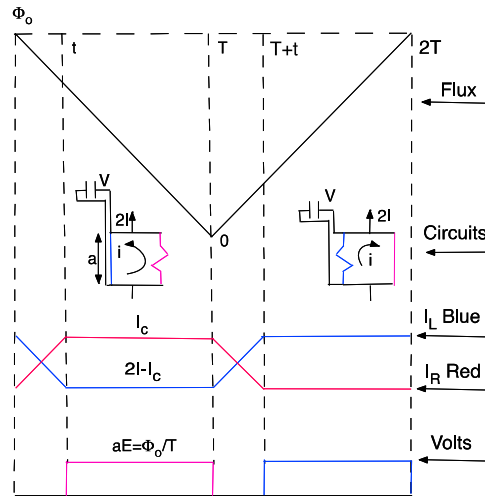 Φo
t
T
T+t
2T
Flux
V
2I
a
i
0
V
2I
i
Circuits
Ic
IL Blue
2I-Ic
IR Red
aE=Φo/T
Volts